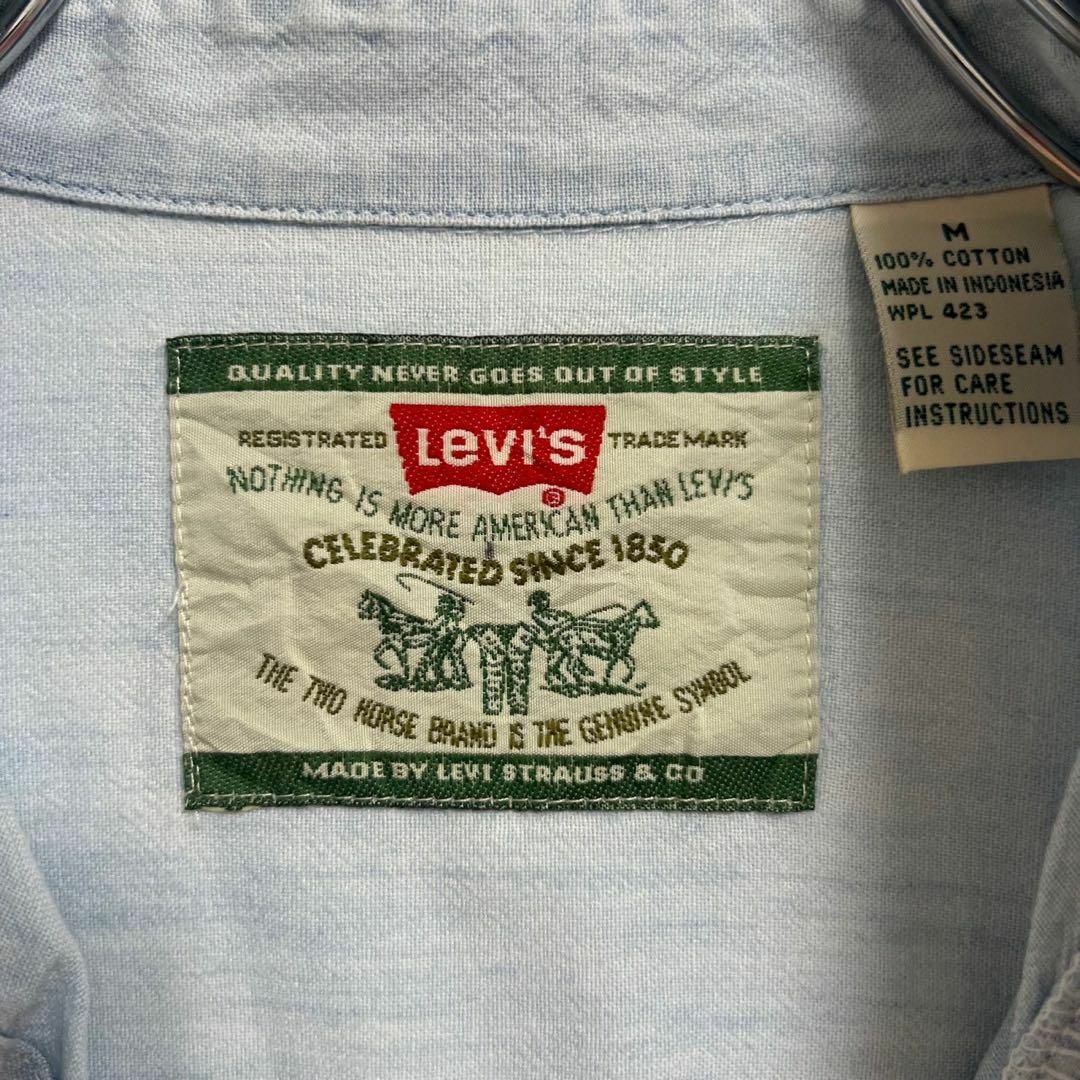 QUALITY NEVER GOES OUT OF STYLE
REGISTRATED LEVI'S TRADEMARK
®
NOTHING IS MORE AMERICAN THAN LEVI'S
CELEBRATED SINCE 1850
THE TWO HORSE BRAND IS THE GENUINE SYMBOL
MADE BY LEVI STRAUSS & CO
M
100% COTTON
MADE IN INDONESIA
WPL 423
SEE SIDESEAM
FOR CARE
INSTRUCTIONS